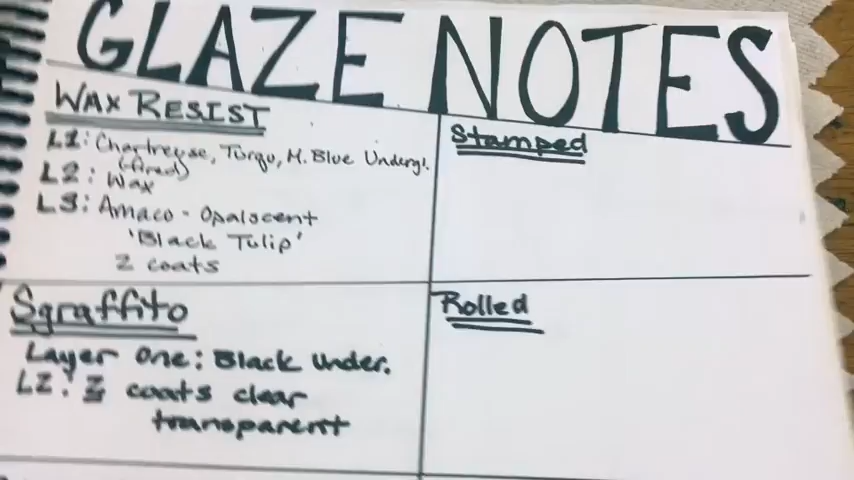 GLAZE NOTES
WAX RESIST
L1: Chartreuse, Turqu, M. Blue Undergl.
(fired)
L2: Wax
L3: Amaco - Opalscent
'Black Tulip'
2 coats
Sgraffito
Layer One: Black under.
L2: 2 coats clear
transparent
Stamped
Rolled